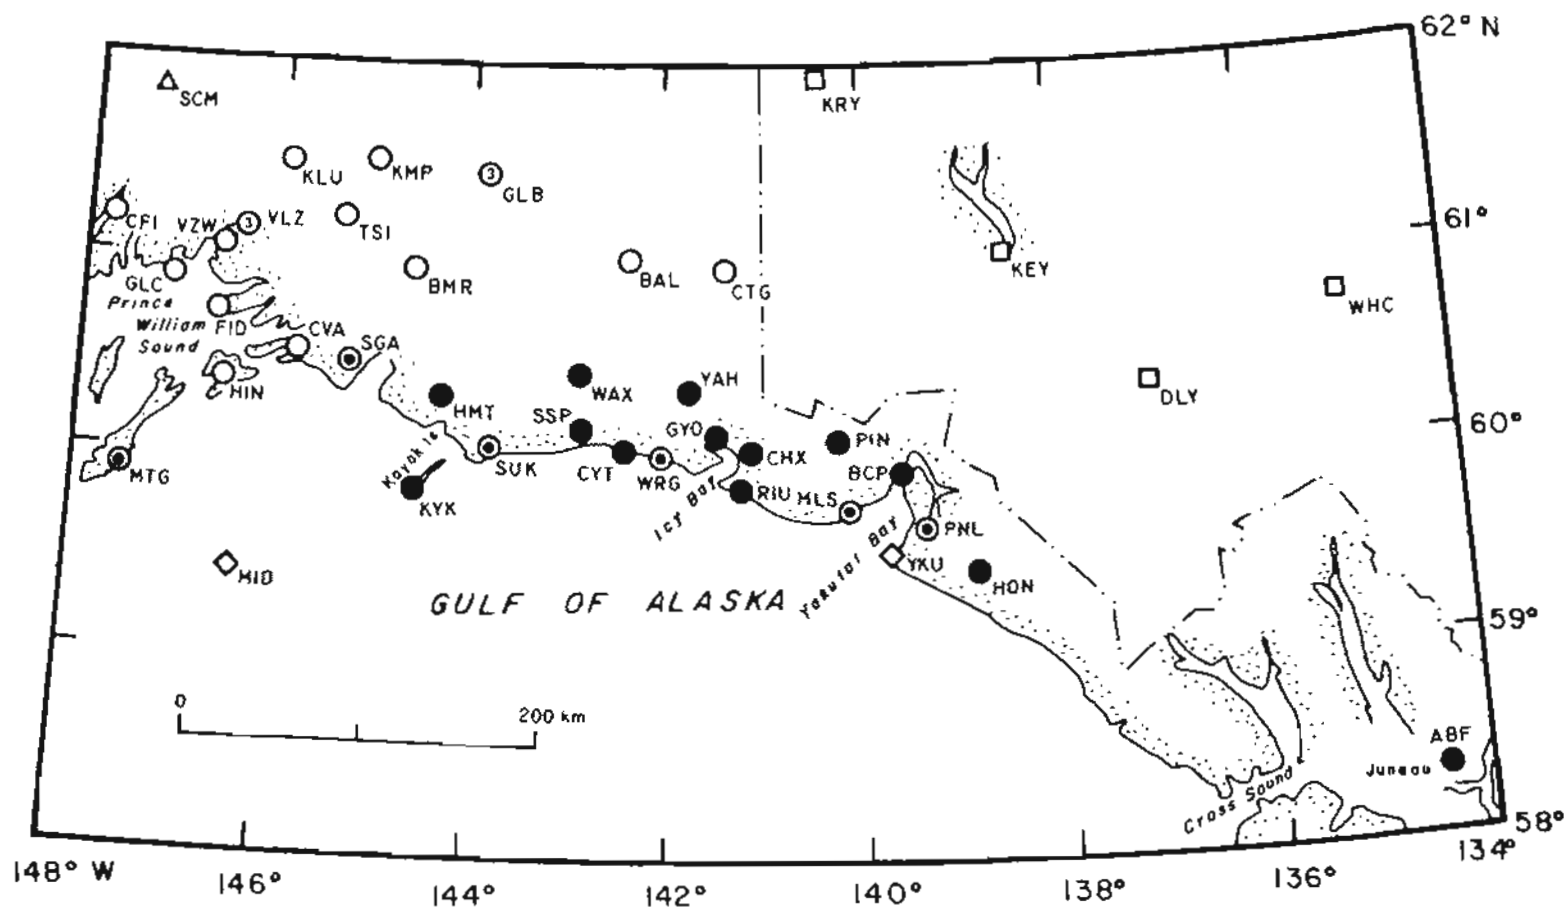 62° N
SCM
KRY
KLU
KMP
3
GLB
CFI
VZW
3
VLZ
TSI
61°
GLC
BMR
BAL
CTG
KEY
WHC
Prince
William
Sound
FID
CVA
SGA
HIN
HMT
WAX
YAH
DLY
SSP
GYO
PIN
60°
MTG
Kayak Is
SUK
CYT
WRG
CHX
BCP
KYK
Icy Bay
RIU
MLS
PNL
Yakutat Bay
YKU
HON
MID
GULF OF ALASKA
59°
0
200 km
ABF
Juneau
Cross Sound
58°
148° W
146°
144°
142°
140°
138°
136°
134°